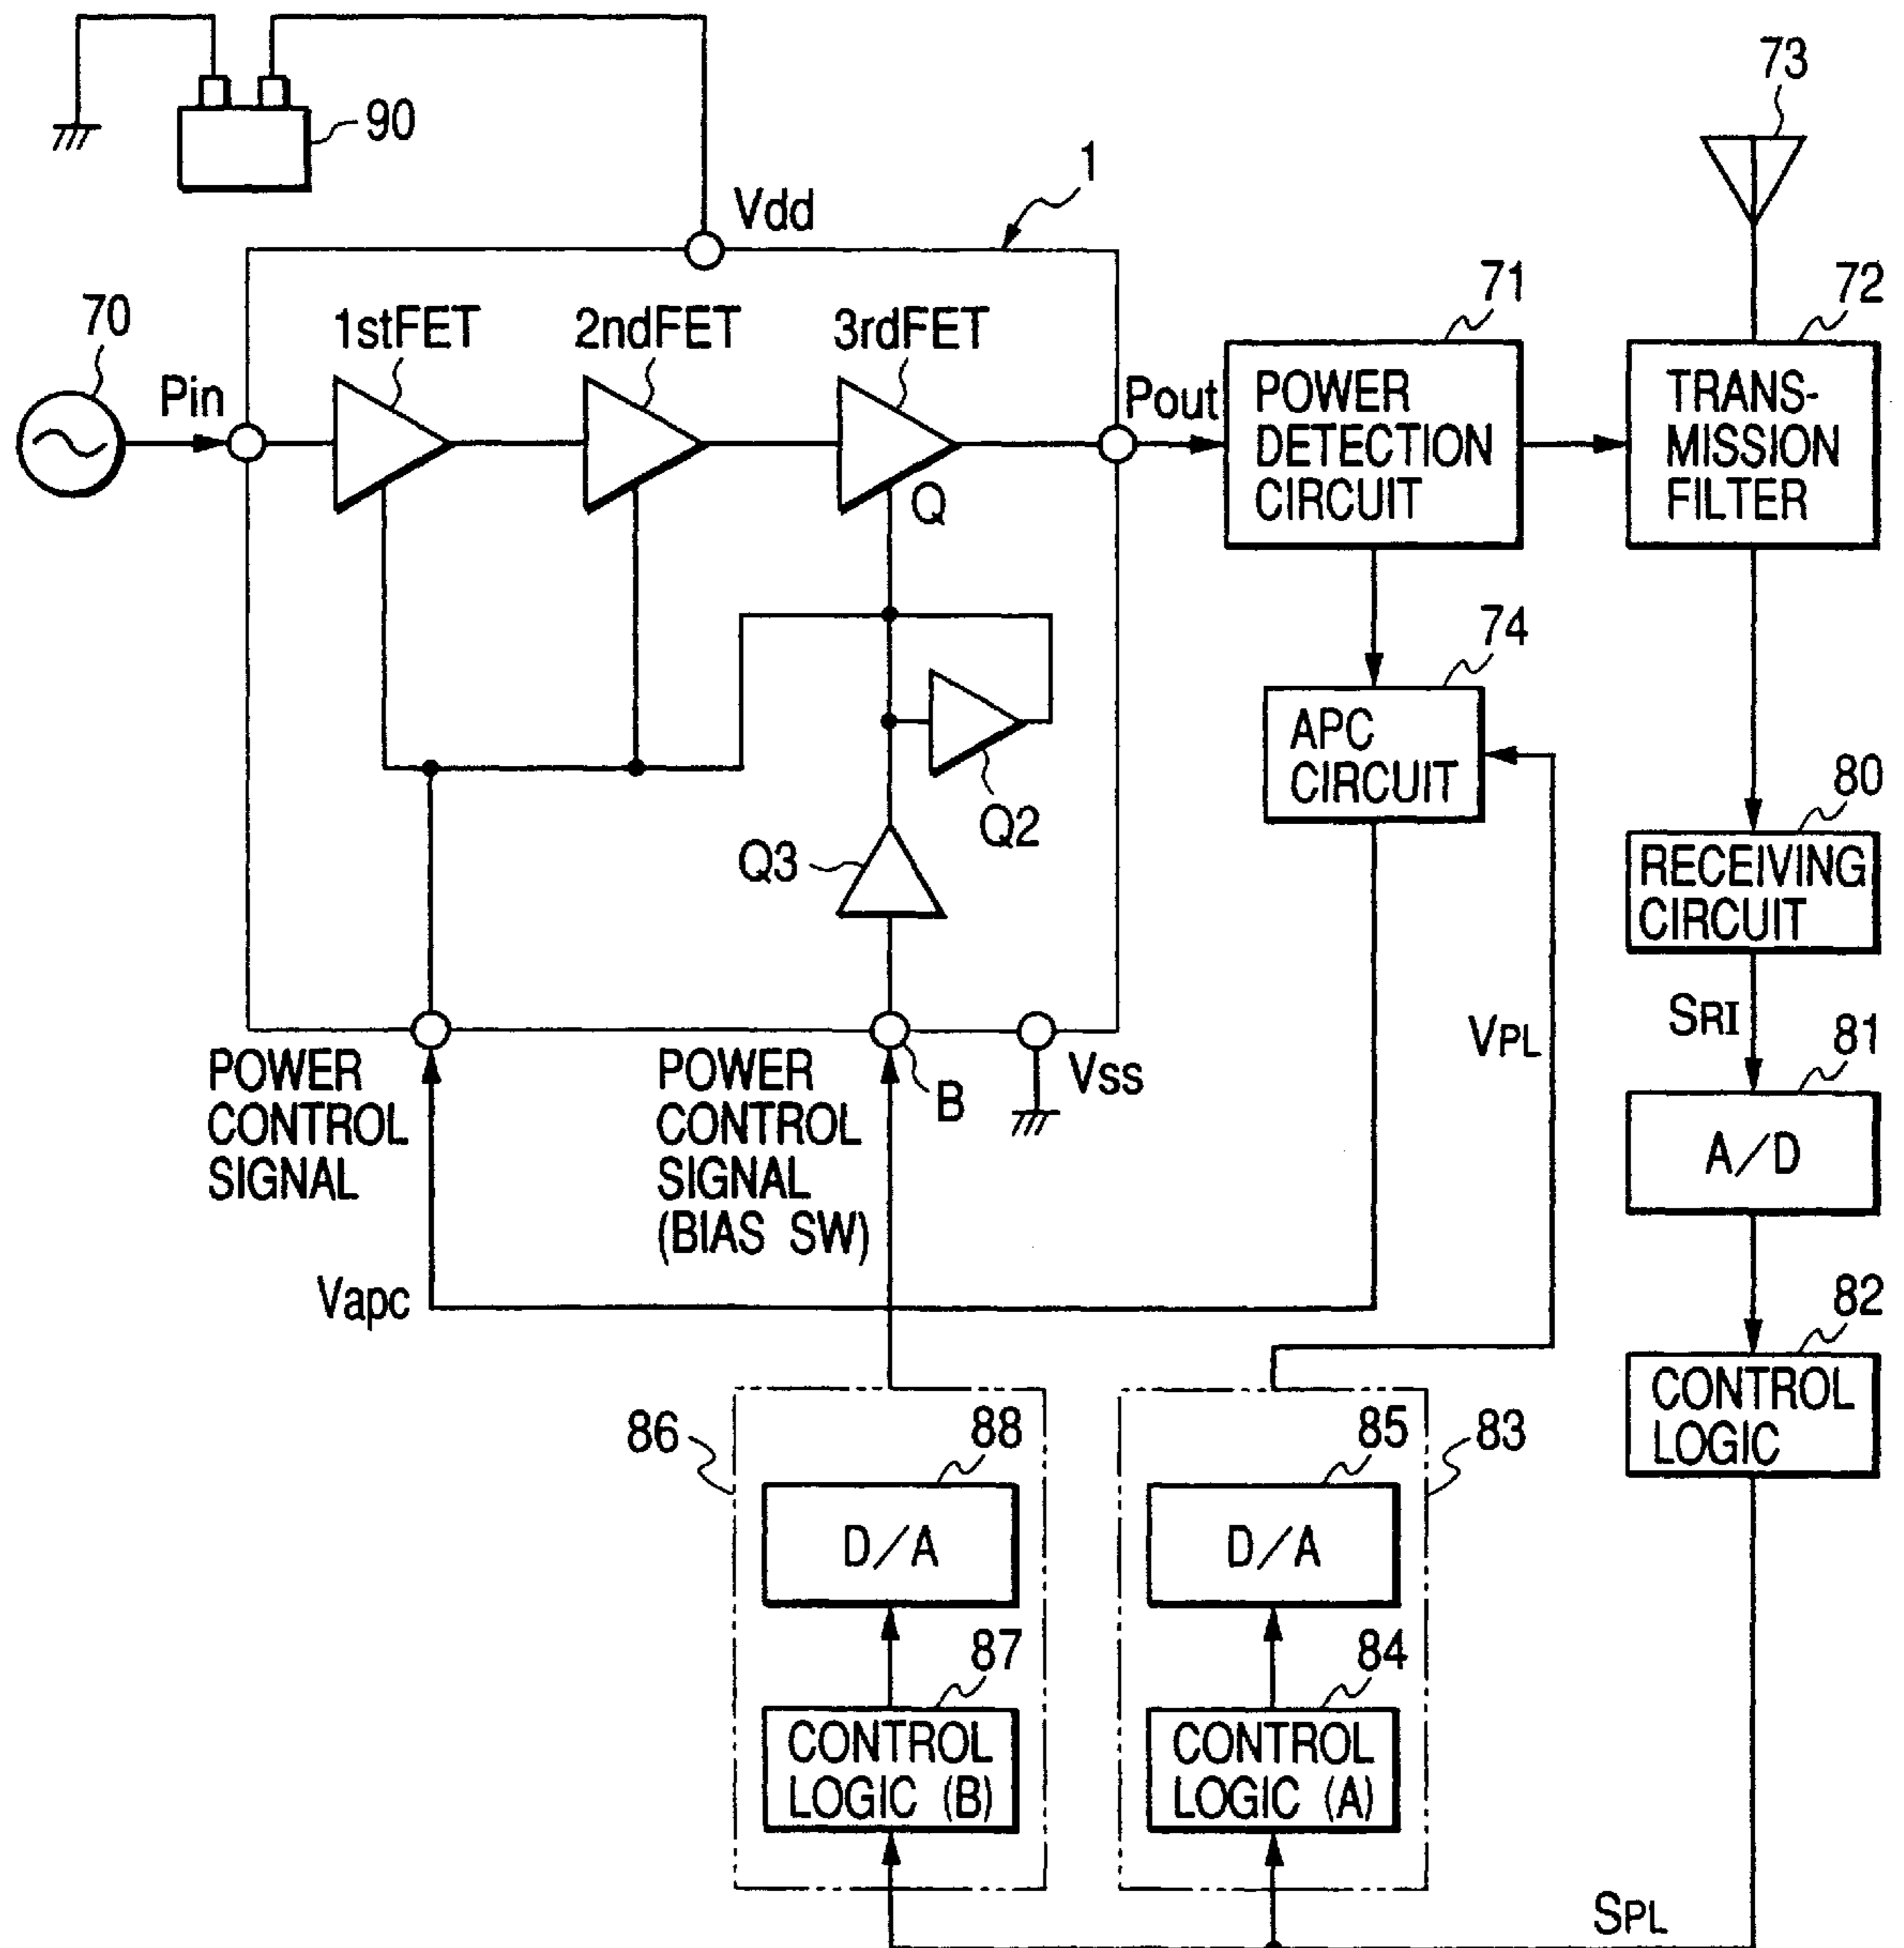 73
90
1
Vdd
70
1stFET
2ndFET
3rdFET
71
72
Pin
Pout
POWER
DETECTION
CIRCUIT
TRANS-
MISSION
FILTER
Q
74
APC
CIRCUIT
Q2
Q3
80
RECEIVING
CIRCUIT
SRI
VPL
81
POWER
CONTROL
SIGNAL
POWER
CONTROL
SIGNAL
(BIAS SW)
B
Vss
A/D
Vapc
82
CONTROL
LOGIC
86
88
85
83
D/A
D/A
87
84
CONTROL
LOGIC (B)
CONTROL
LOGIC (A)
SPL